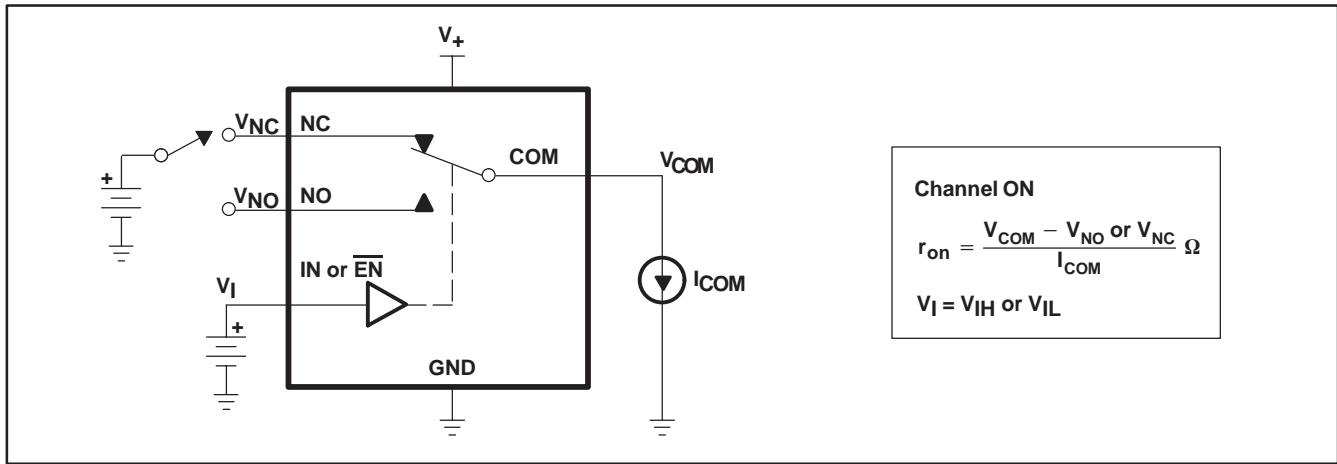 V+
VNC NC
COM
VCOM
VNO NO
+
IN or EN
VI
+
ICOM
GND
Channel ON
ron = VCOM − VNO or VNC / ICOM Ω
VI = VIH or VIL